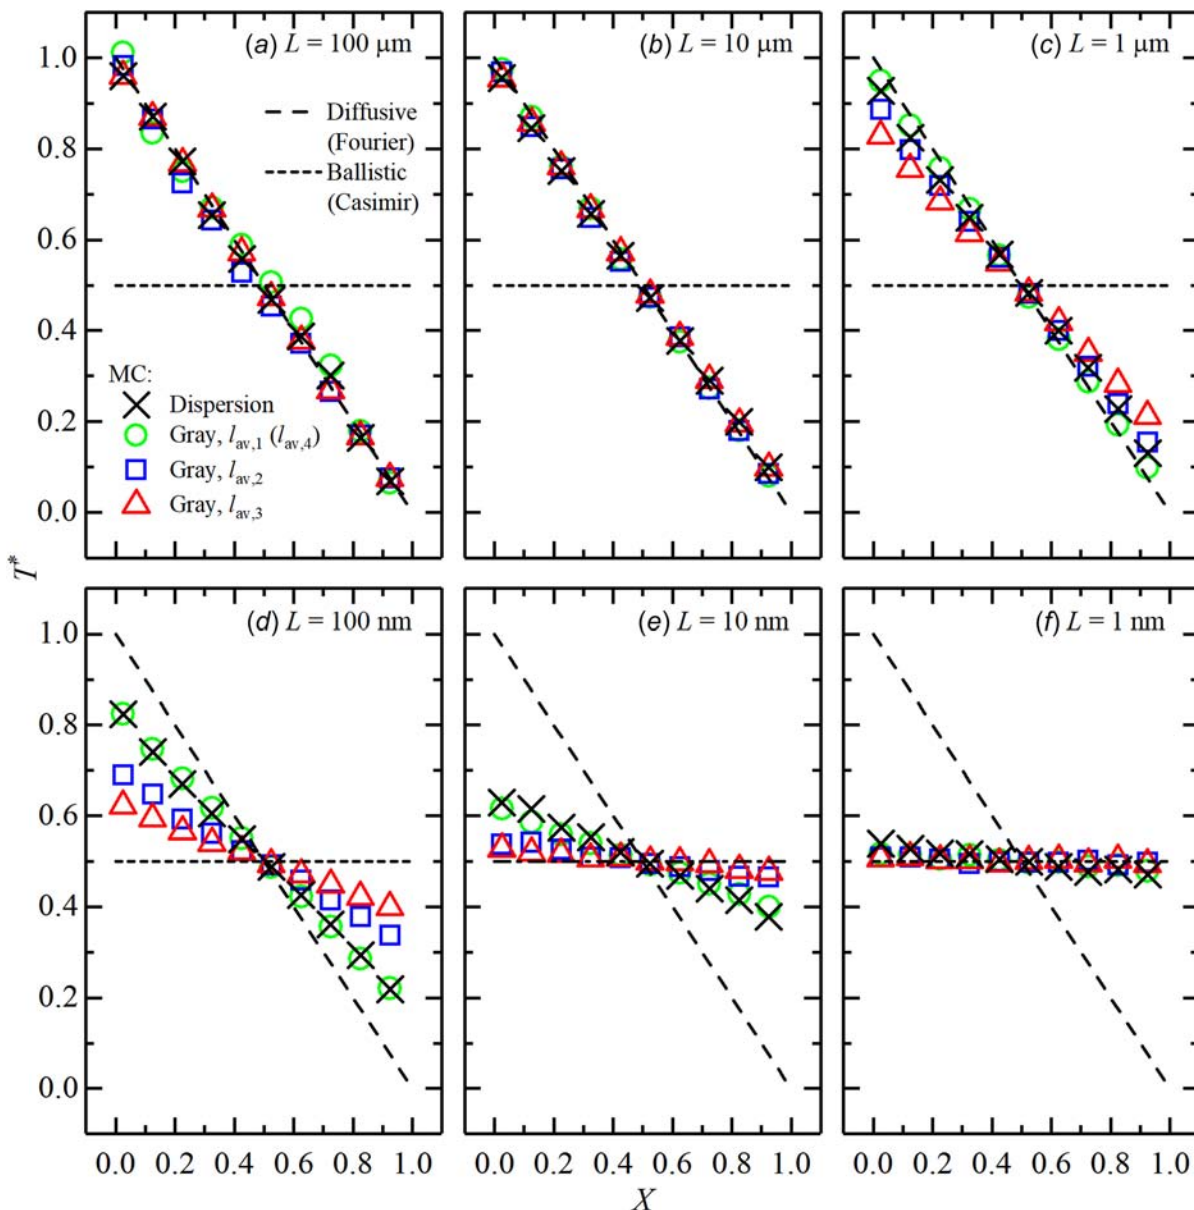 (a) L = 100 μm
(b) L = 10 μm
(c) L = 1 μm
1.0
0.8
0.6
0.4
0.2
0.0
Diffusive
(Fourier)
Ballistic
(Casimir)
MC:
Dispersion
Gray, lav,1 (lav,4)
Gray, lav,2
Gray, lav,3
T*
(d) L = 100 nm
(e) L = 10 nm
(f) L = 1 nm
1.0
0.8
0.6
0.4
0.2
0.0
0.0 0.2 0.4 0.6 0.8 1.0
0.0 0.2 0.4 0.6 0.8 1.0
0.0 0.2 0.4 0.6 0.8 1.0
X